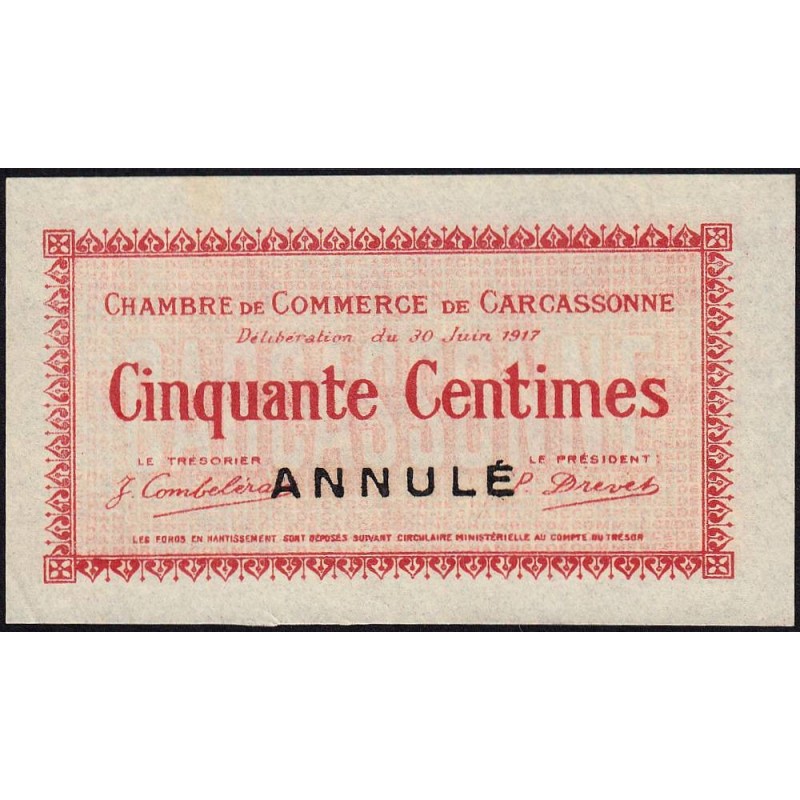 CHAMBRE DE COMMERCE DE CARCASSONNE
Délibération du 30 Juin 1917
Cinquante Centimes
LE TRÉSORIER LE PRÉSIDENT
ANNULÉ P. Drevet
LES FONDS EN NANTISSEMENT SONT DÉPOSÉS SUIVANT CIRCULAIRE MINISTÉRIELLE AU COMPTE DU TRÉSOR